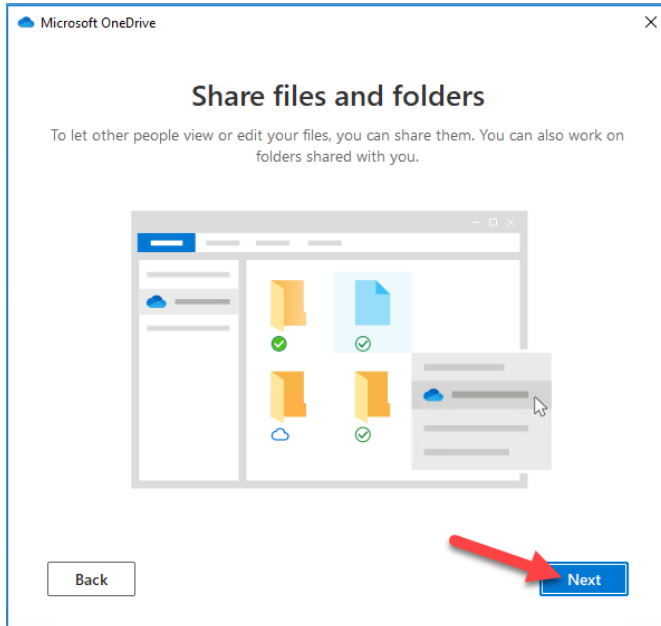 Microsoft OneDrive
Share files and folders
To let other people view or edit your files, you can share them. You can also work on
folders shared with you.
Back
Next